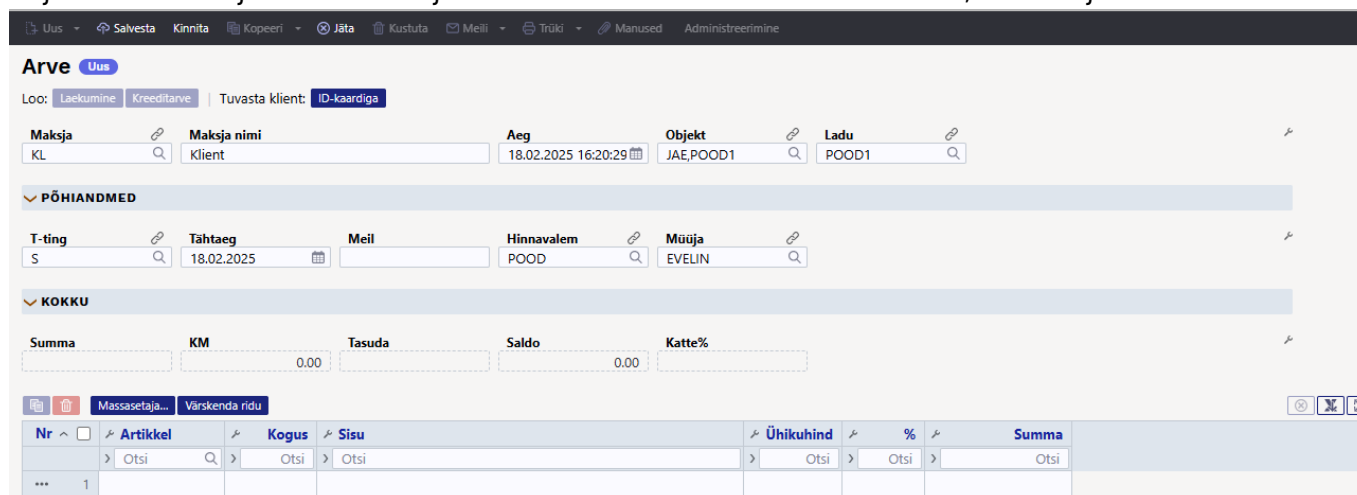 Uus Salvesta Kinnita Kopeeri Jäta Kustuta Meili Trüki Manused Administreerimine
Arve Uus
Loo: Laekumine Kreeditarve | Tuvasta klient: ID-kaardiga
Maksja Maksja nimi Aeg Objekt Ladu
KL Klient 18.02.2025 16:20:29 JAE,POOD1 POOD1
PÕHIANDMED
T-ting Tähtaeg Meil Hinnavalem Müüja
S 18.02.2025 POOD EVELIN
KOKKU
Summa KM Tasuda Saldo Katte%
0.00 0.00
Massasetaja... Värskenda ridu
Nr Artikkel Kogus Sisu Ühikuhind % Summa
Otsi Otsi Otsi Otsi Otsi Otsi
... 1